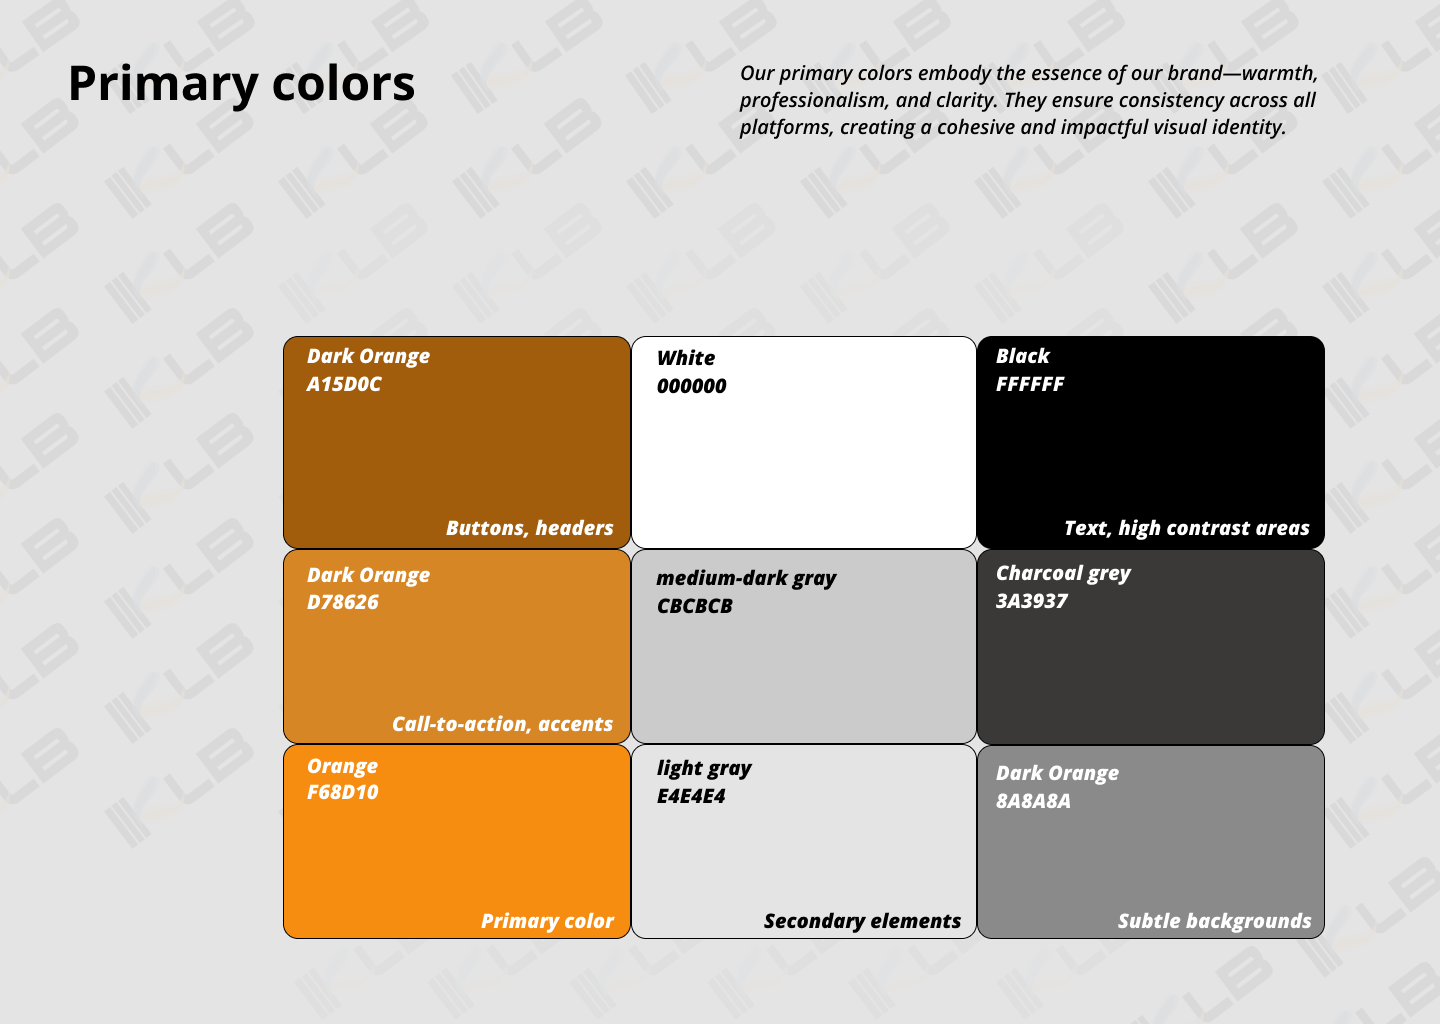 Primary colors
Our primary colors embody the essence of our brand—warmth,
professionalism, and clarity. They ensure consistency across all
platforms, creating a cohesive and impactful visual identity.
Dark Orange
A15D0C
Buttons, headers
White
000000
Black
FFFFFF
Text, high contrast areas
Dark Orange
D78626
Call-to-action, accents
medium-dark gray
CBCBCB
Charcoal grey
3A3937
Orange
F68D10
Primary color
light gray
E4E4E4
Secondary elements
Dark Orange
8A8A8A
Subtle backgrounds
KLB